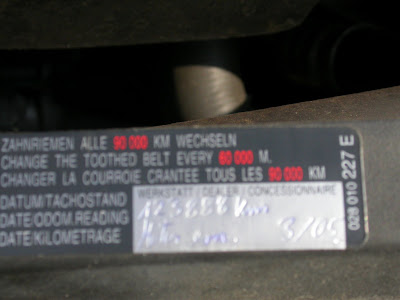 ZAHNRIEMEN ALLE 90 000 KM WECHSELN
CHANGE THE TOOTHED BELT EVERY 60 000 M.
CHANGER LA COURROIE CRANTEE TOUS LES 90 000 KM
WERKSTATT / DEALER / CONCESSIONNAIRE
DATUM/TACHOSTAND
DATE/ODOM.READING
DATE/KILOMETRAGE
3/05
028 010 227 E